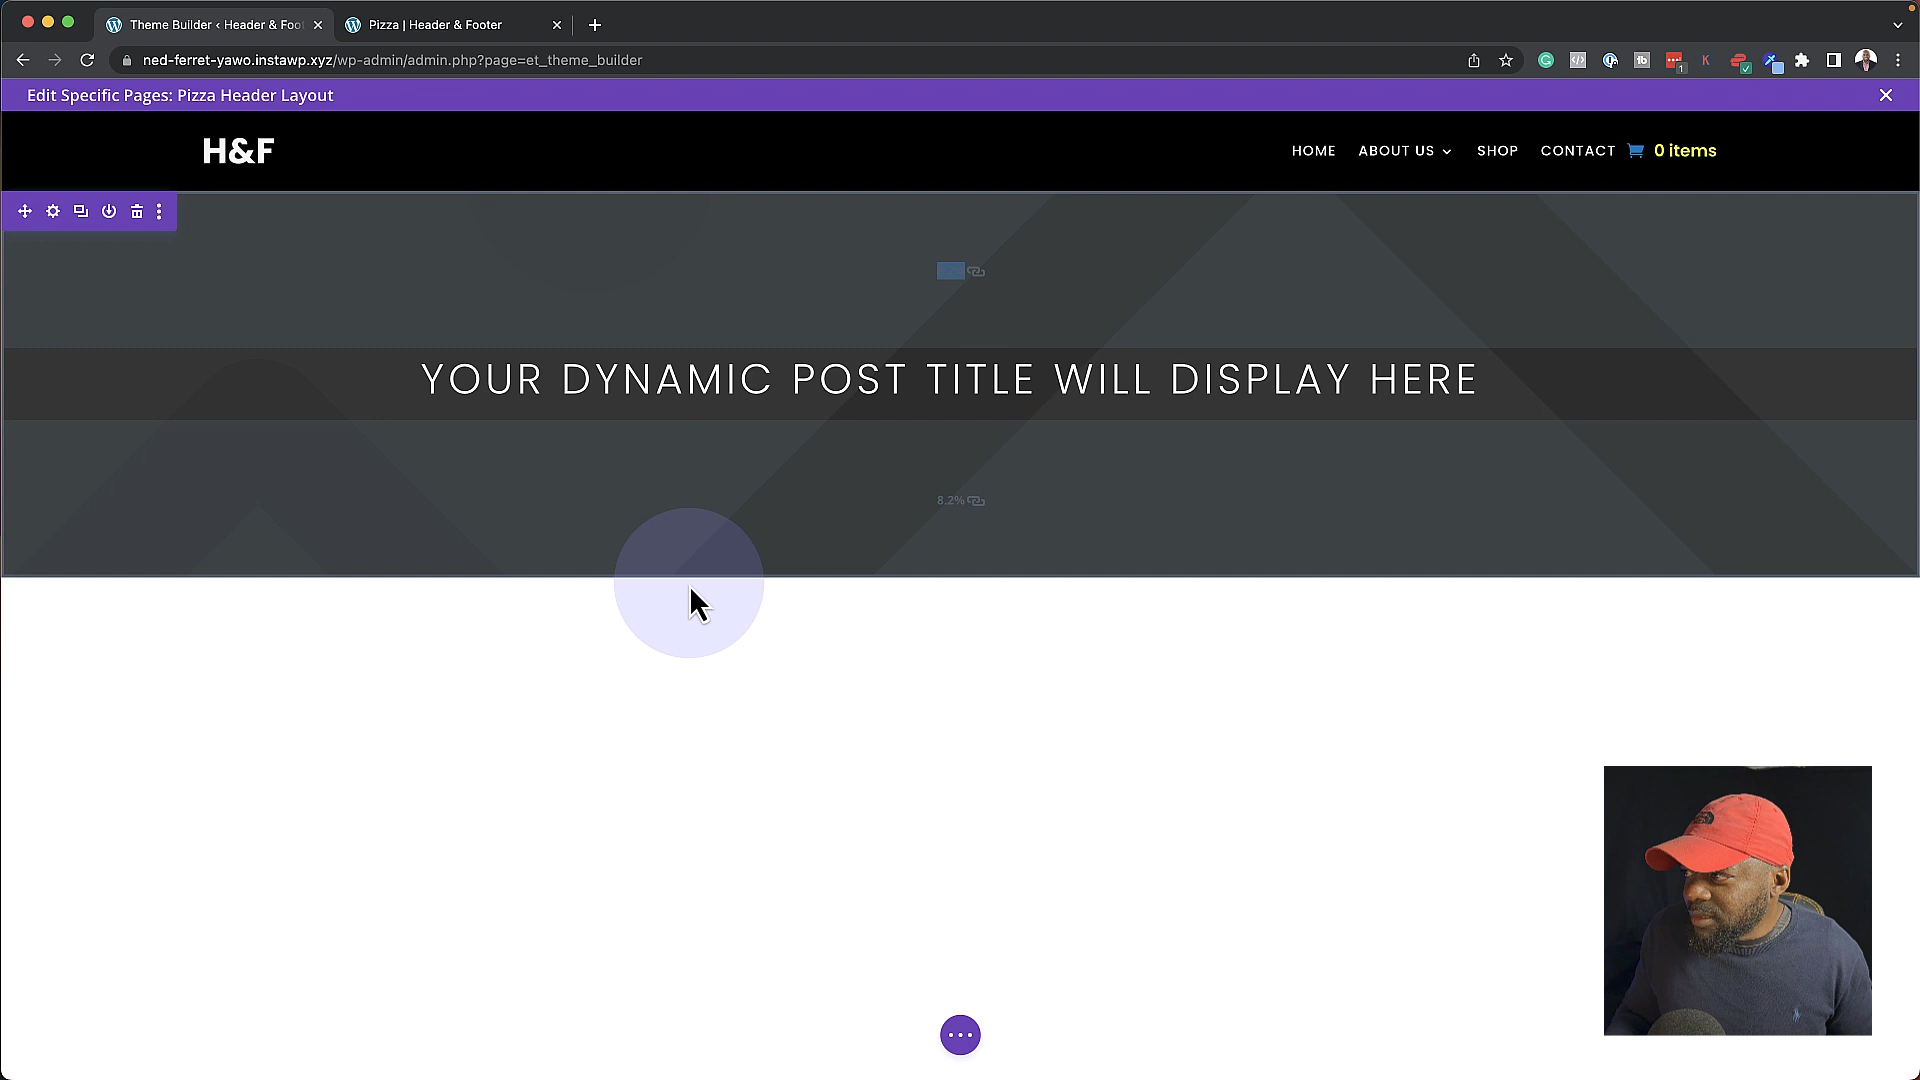 Theme Builder ‹ Header & Foo
Pizza | Header & Footer
ned-ferret-yawo.instawp.xyz/wp-admin/admin.php?page=et_theme_builder
1b
1
K
Edit Specific Pages: Pizza Header Layout
H&F
HOME ABOUT US SHOP CONTACT 0 items
YOUR DYNAMIC POST TITLE WILL DISPLAY HERE
8.2%